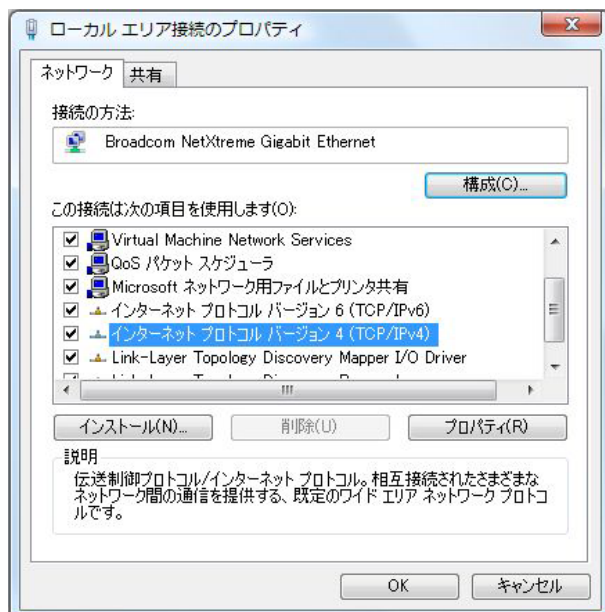 ローカル エリア接続のプロパティ
ネットワーク 共有
接続の方法:
Broadcom NetXtreme Gigabit Ethernet
構成(C)...
この接続は次の項目を使用します(O):
Virtual Machine Network Services
QoS パケット スケジューラ
Microsoft ネットワーク用ファイルとプリンタ共有
インターネット プロトコル バージョン 6 (TCP/IPv6)
インターネット プロトコル バージョン 4 (TCP/IPv4)
Link-Layer Topology Discovery Mapper I/O Driver
インストール(N)... 削除(U) プロパティ(R)
説明
伝送制御プロトコル/インターネット プロトコル。相互接続されたさまざまな
ネットワーク間の通信を提供する、既定のワイド エリア ネットワーク プロトコ
ルです。
OK キャンセル